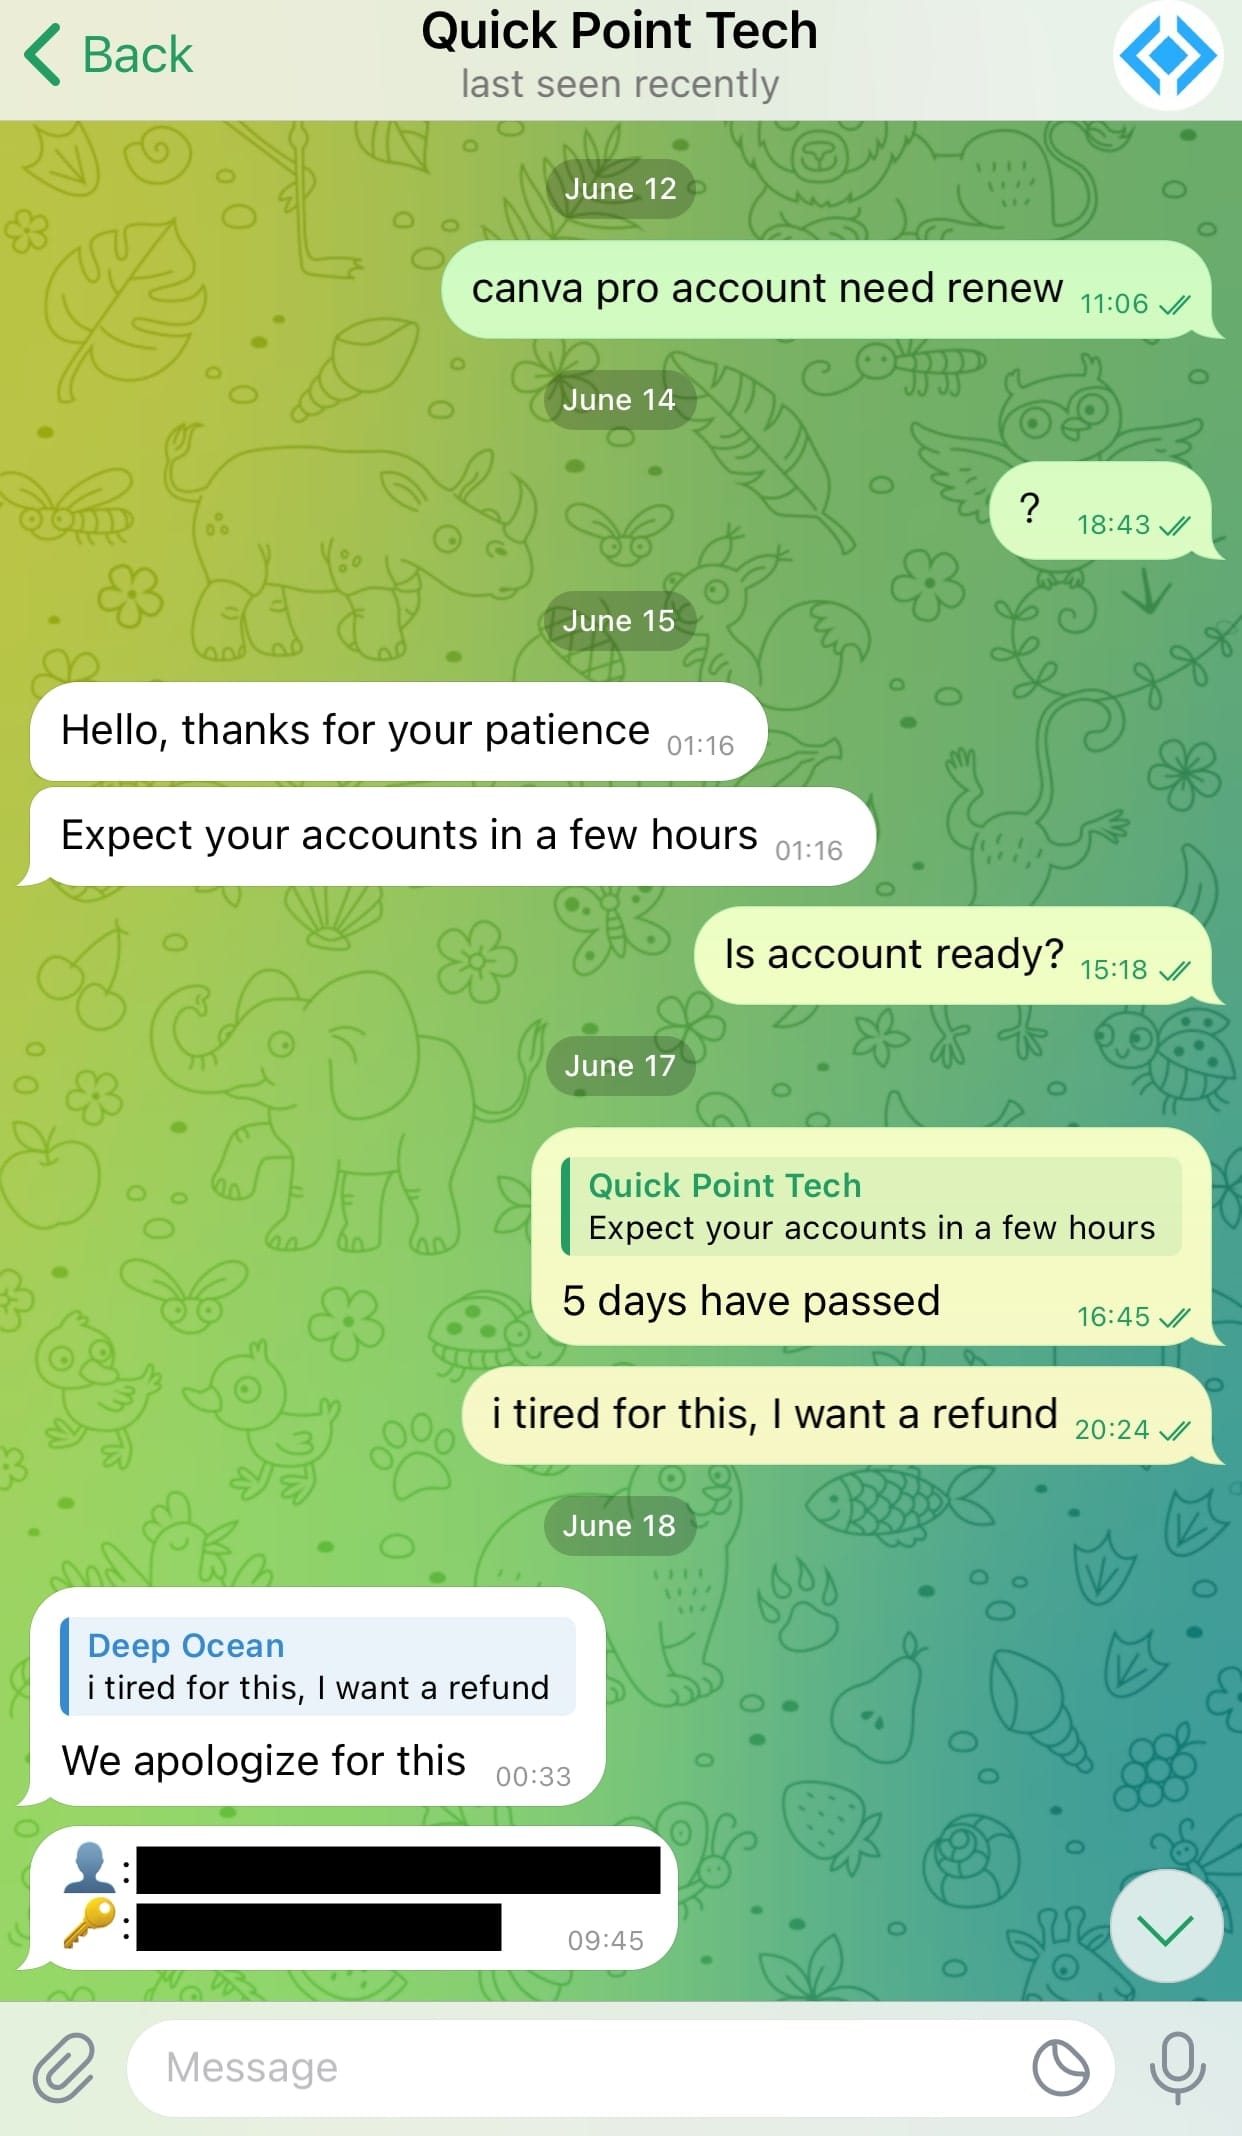 Back
Quick Point Tech
last seen recently
June 12
canva pro account need renew 11:06
June 14
? 18:43
June 15
Hello, thanks for your patience 01:16
Expect your accounts in a few hours 01:16
Is account ready? 15:18
June 17
Quick Point Tech
Expect your accounts in a few hours
5 days have passed 16:45
i tired for this, I want a refund 20:24
June 18
Deep Ocean
i tired for this, I want a refund
We apologize for this 00:33
👤:
🔑: 09:45
Message